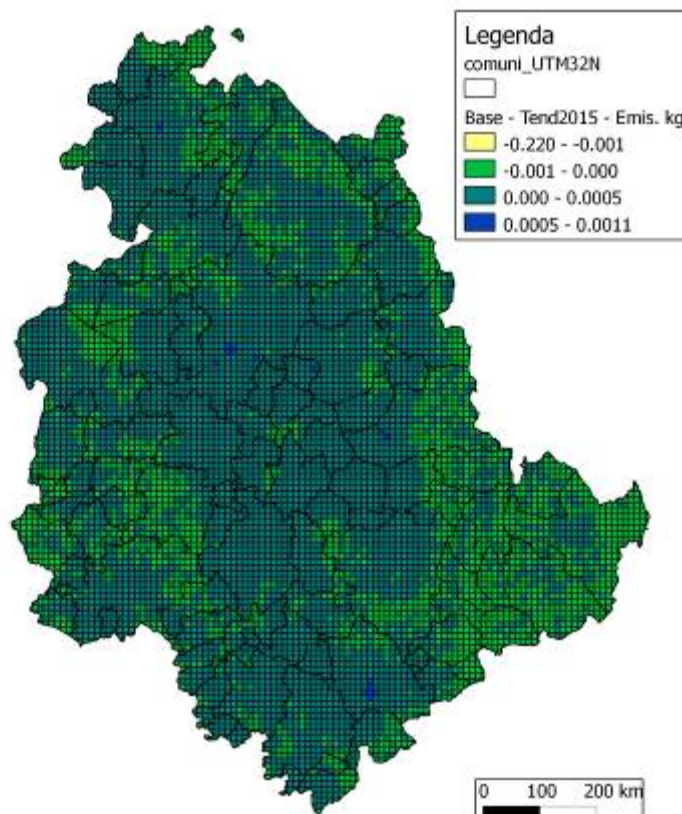 Legenda
comuni_UTM32N
Base - Tend2015 - Emis. kg
-0.220 - -0.001
-0.001 - 0.000
0.000 - 0.0005
0.0005 - 0.0011
0 100 200 km